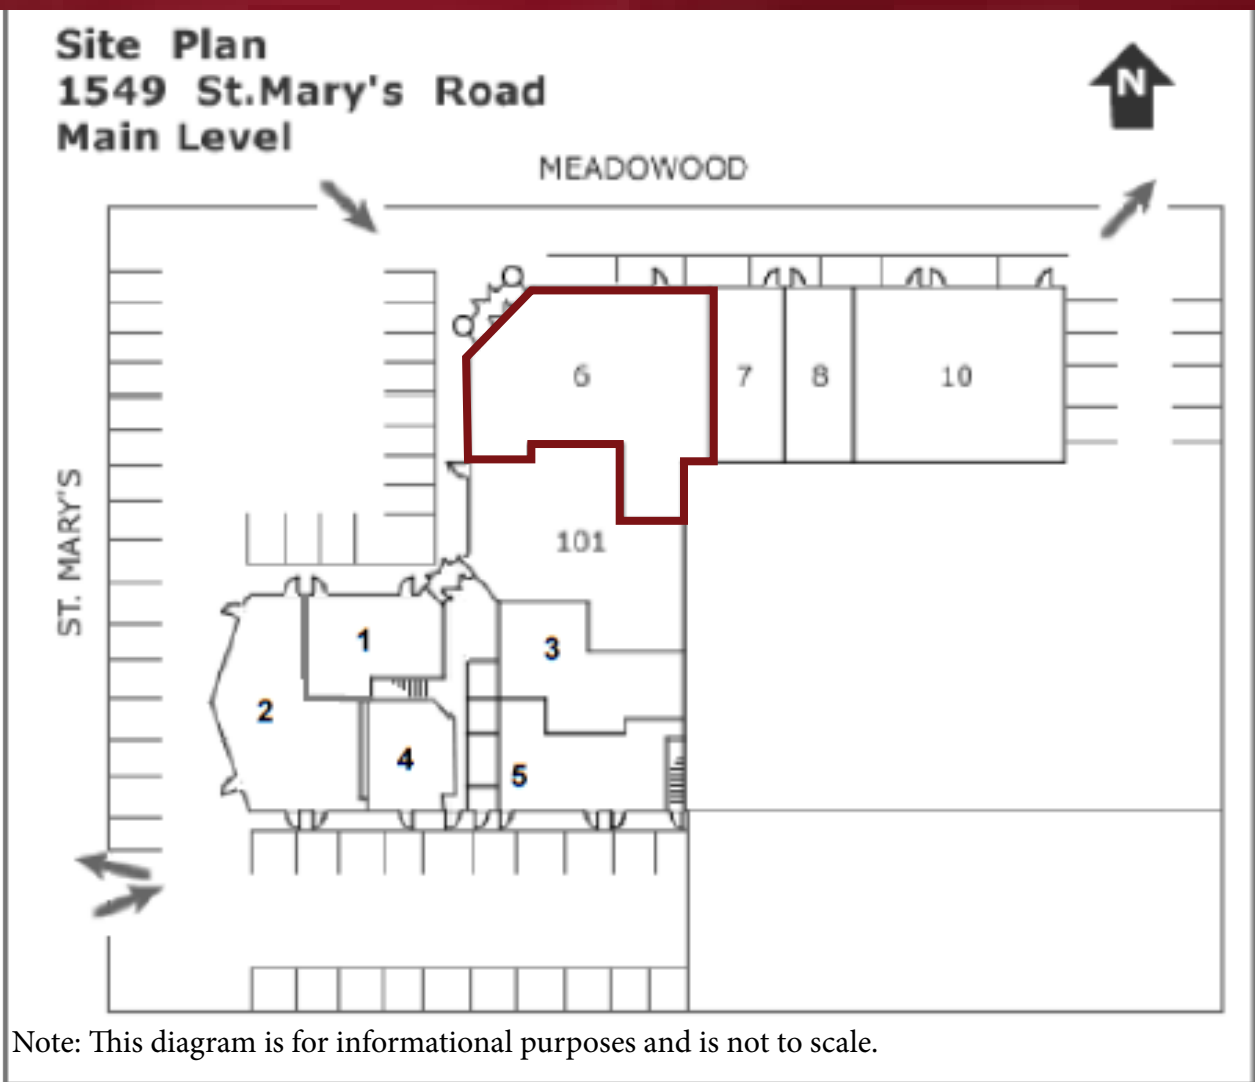 Site Plan
1549 St.Mary's Road
Main Level
N
MEADOWOOD
6
7
8
10
ST. MARY'S
101
1
3
2
4
5
Note: This diagram is for informational purposes and is not to scale.